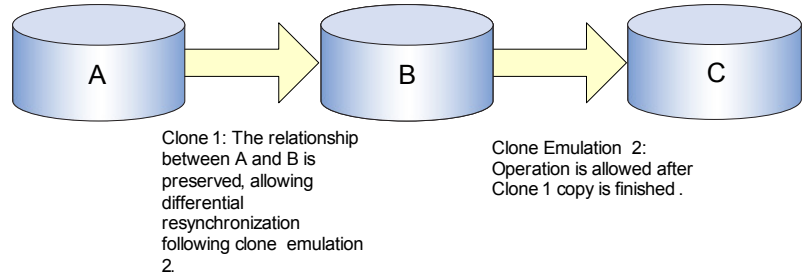 A
B
C
Clone 1: The relationship
between A and B is
preserved, allowing
differential
resynchronization
following clone emulation
2.
Clone Emulation 2:
Operation is allowed after
Clone 1 copy is finished .